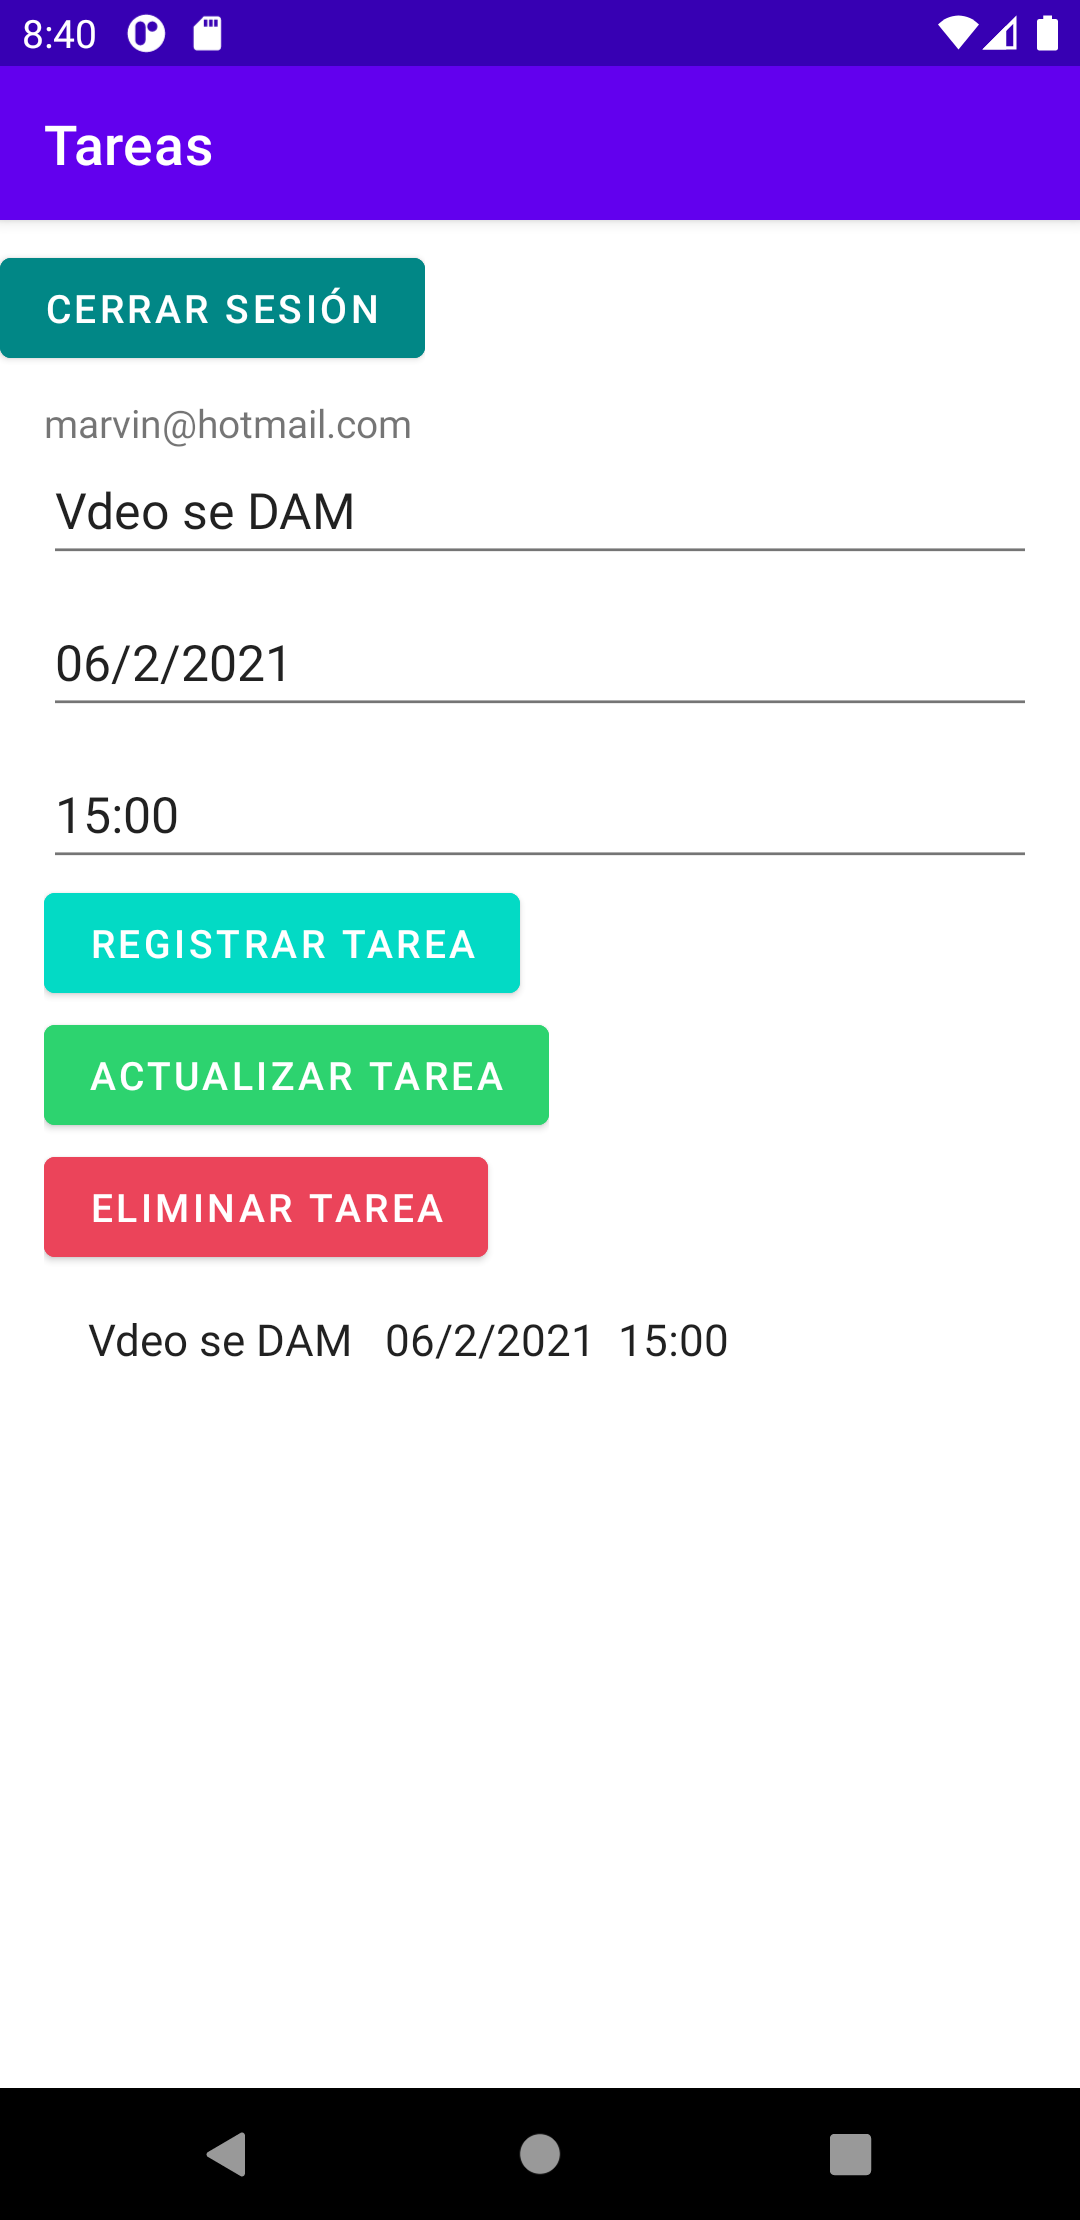 8:40
Tareas
CERRAR SESIÓN
marvin@hotmail.com
Vdeo se DAM
06/2/2021
15:00
REGISTRAR TAREA
ACTUALIZAR TAREA
ELIMINAR TAREA
Vdeo se DAM 06/2/2021 15:00